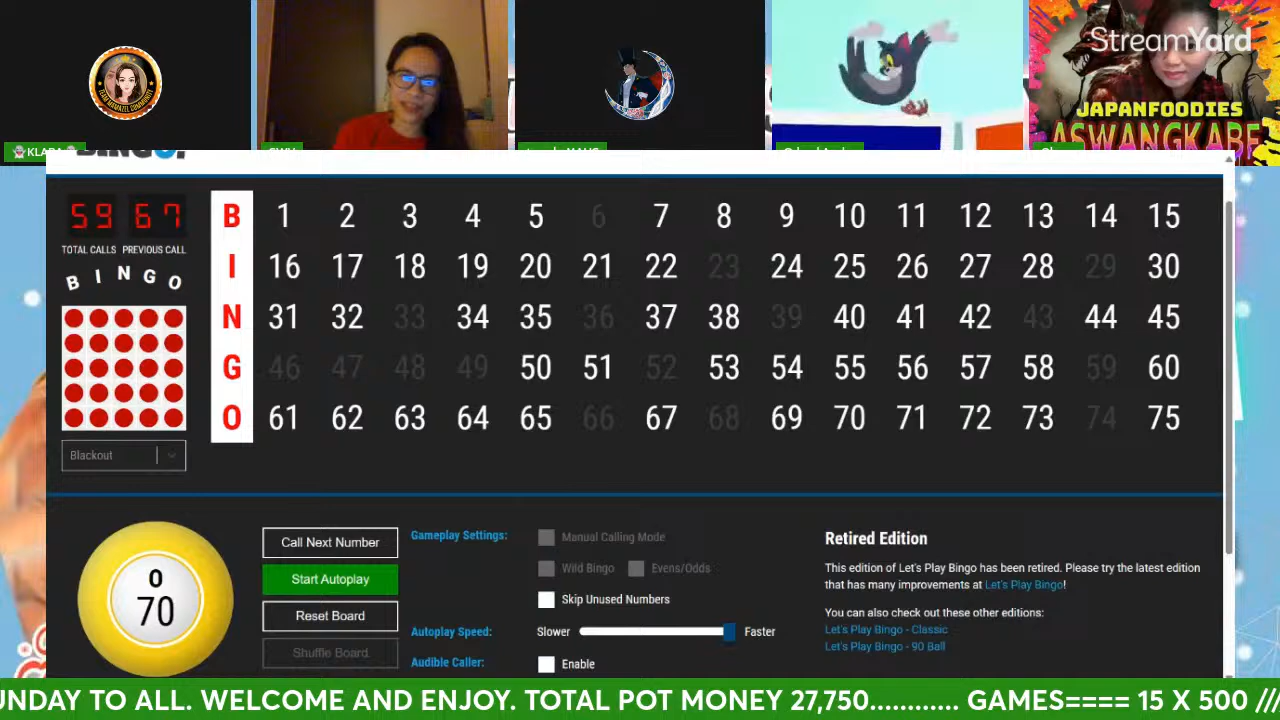 StreamYard
TEAM MAMAZEL COMMUNITY
JAPANFOODIES
ASWANGKABE
BINGO!
59 67
TOTAL CALLS PREVIOUS CALL
B I N G O
Blackout
B 1 2 3 4 5 6 7 8 9 10 11 12 13 14 15
I 16 17 18 19 20 21 22 23 24 25 26 27 28 29 30
N 31 32 33 34 35 36 37 38 39 40 41 42 43 44 45
G 46 47 48 49 50 51 52 53 54 55 56 57 58 59 60
O 61 62 63 64 65 66 67 68 69 70 71 72 73 74 75
O
70
Call Next Number
Start Autoplay
Reset Board
Shuffle Board
Gameplay Settings:
Manual Calling Mode
Wild Bingo Evens/Odds
Skip Unused Numbers
Autoplay Speed: Slower Faster
Audible Caller: Enable
Retired Edition
This edition of Let's Play Bingo has been retired. Please try the latest edition
that has many improvements at Let's Play Bingo!
You can also check out these other editions:
Let's Play Bingo - Classic
Let's Play Bingo - 90 Ball
UNDAY TO ALL. WELCOME AND ENJOY. TOTAL POT MONEY 27,750............ GAMES==== 15 X 500 ///